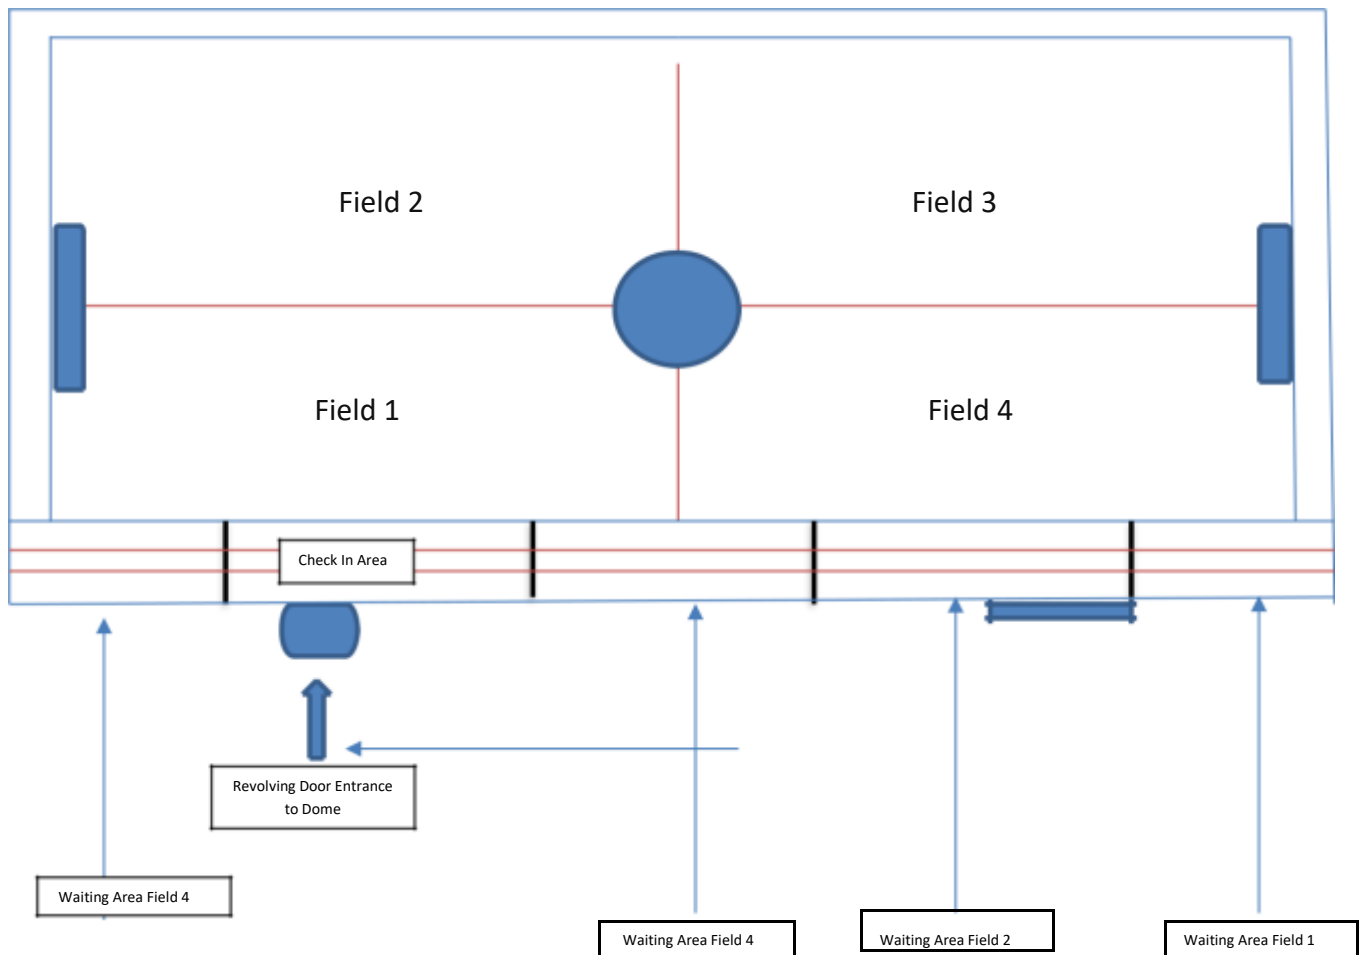 Field 2
Field 3
Field 1
Field 4
Check In Area
Revolving Door Entrance
to Dome
Waiting Area Field 4
Waiting Area Field 4
Waiting Area Field 2
Waiting Area Field 1